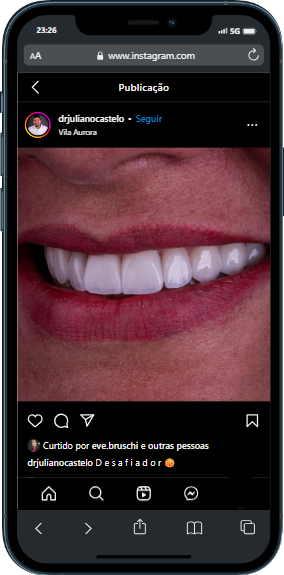 23:26
5G
AA www.instagram.com
Publicação
drjulianocastelo • Seguir
Vila Aurora
Curtido por eve.bruschi e outras pessoas
drjulianocastelo D e s a f i a d o r